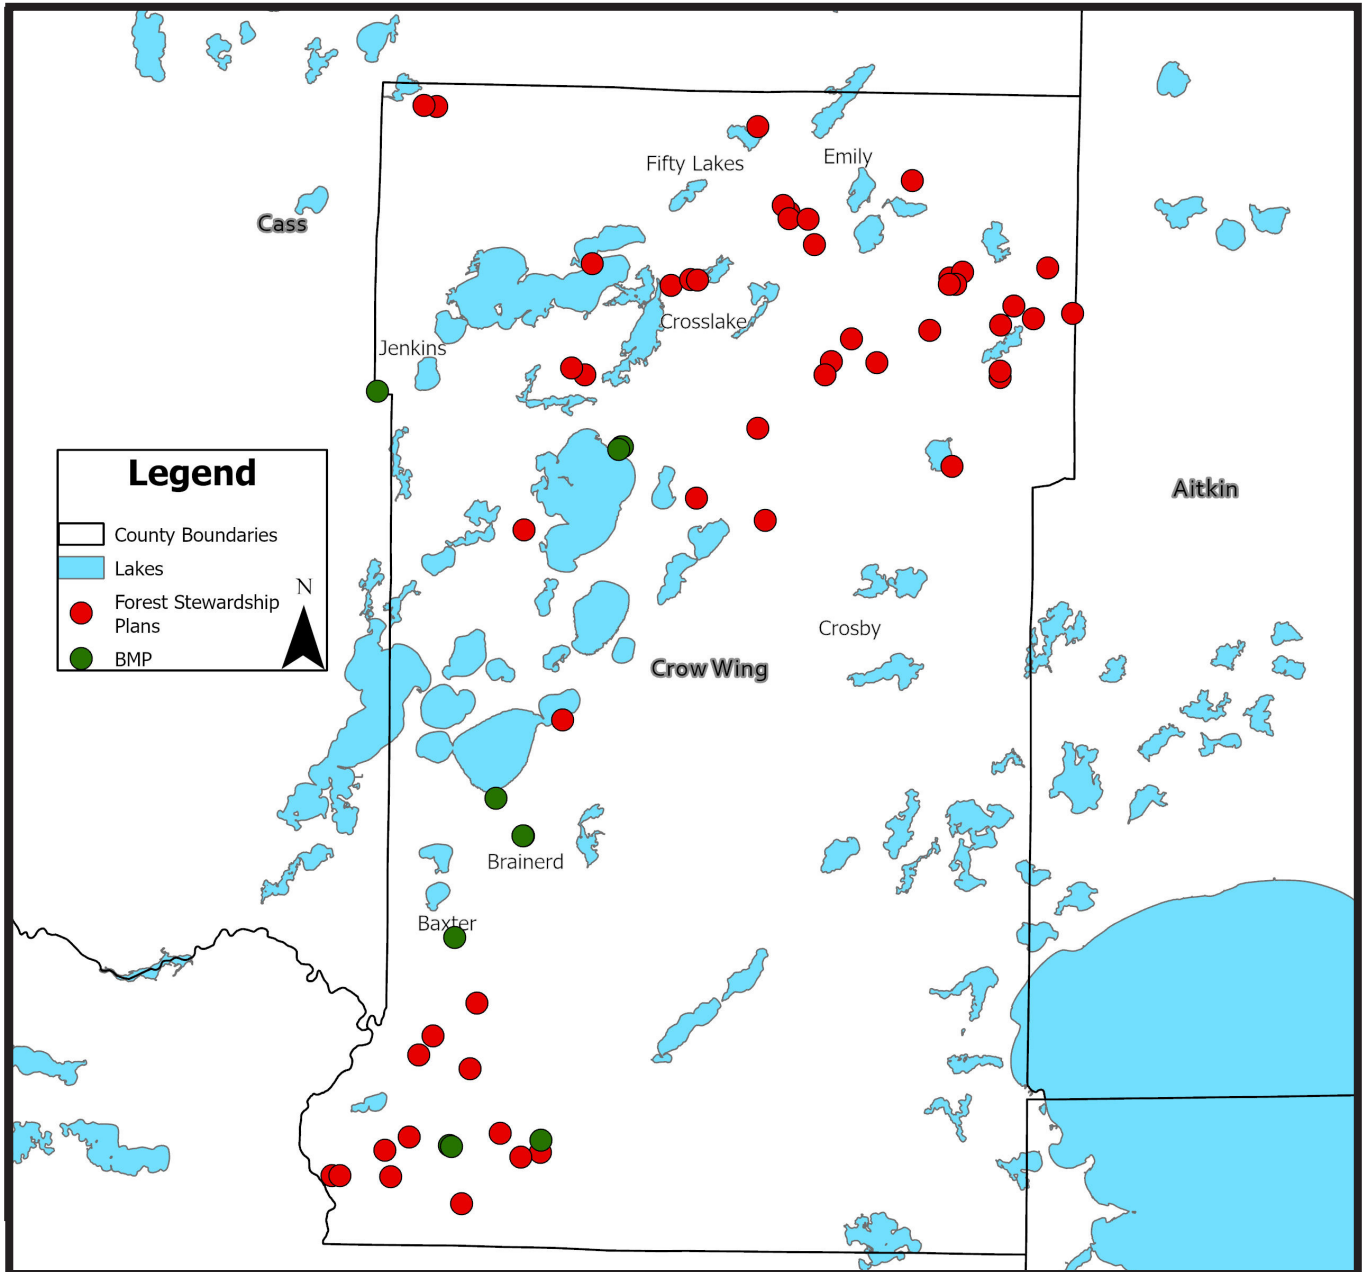 Fifty Lakes
Emily
Cass
Crosslake
Jenkins
Legend
County Boundaries
Lakes
Forest Stewardship
Plans
BMP
N
Aitkin
Crosby
Crow Wing
Brainerd
Baxter